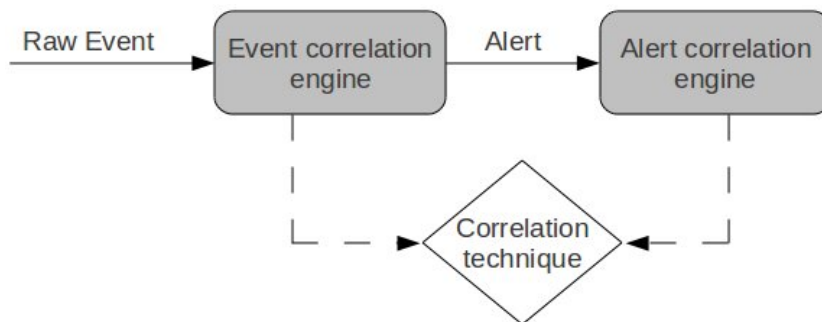 Raw Event
Event correlation
engine
Alert
Alert correlation
engine
Correlation
technique